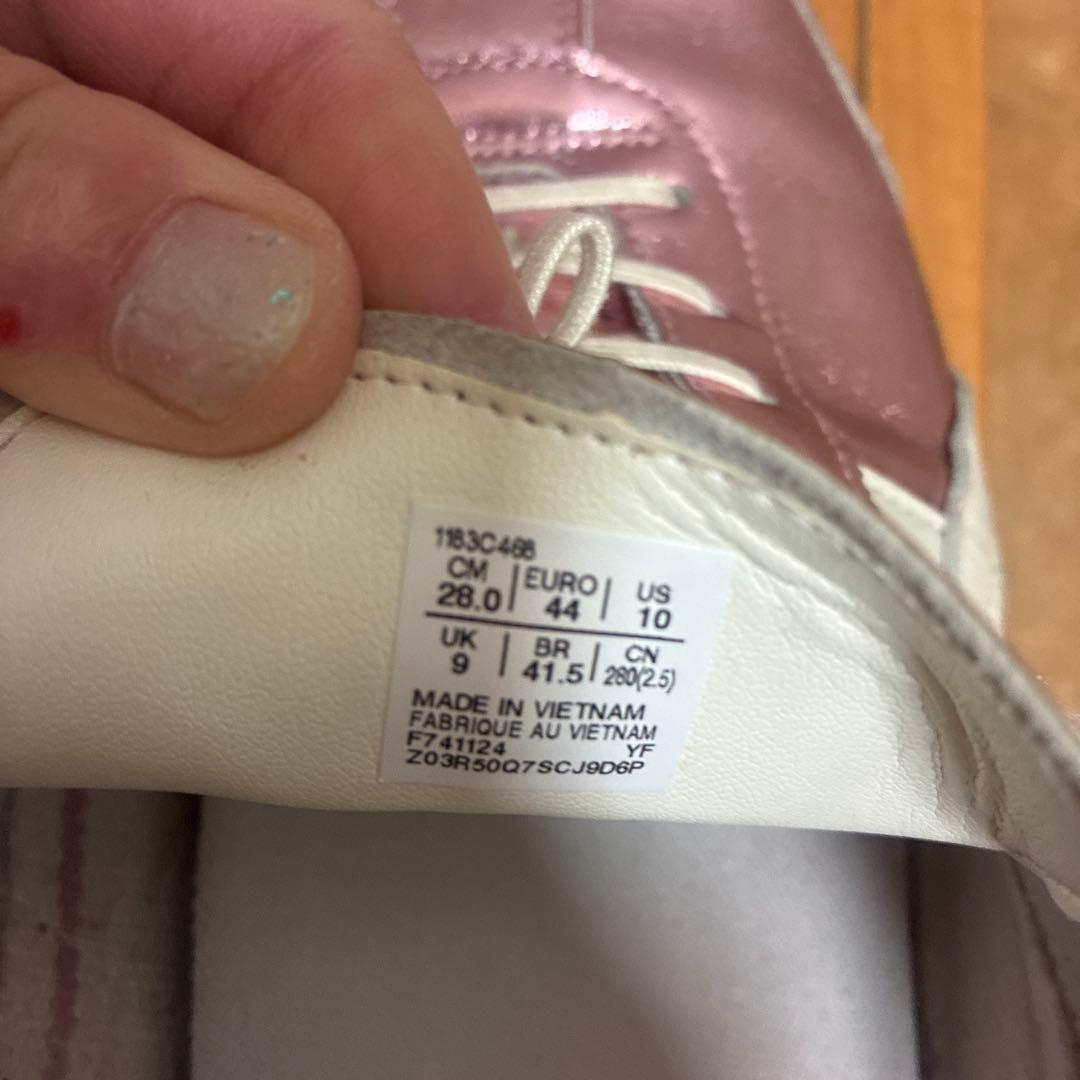 1183C468
CM | EURO | US
28.0 | 44 | 10
UK | BR | CN
9 | 41.5 | 280(2.5)
MADE IN VIETNAM
FABRIQUE AU VIETNAM
F741124 YF
Z03R50Q7SCJ9D6P